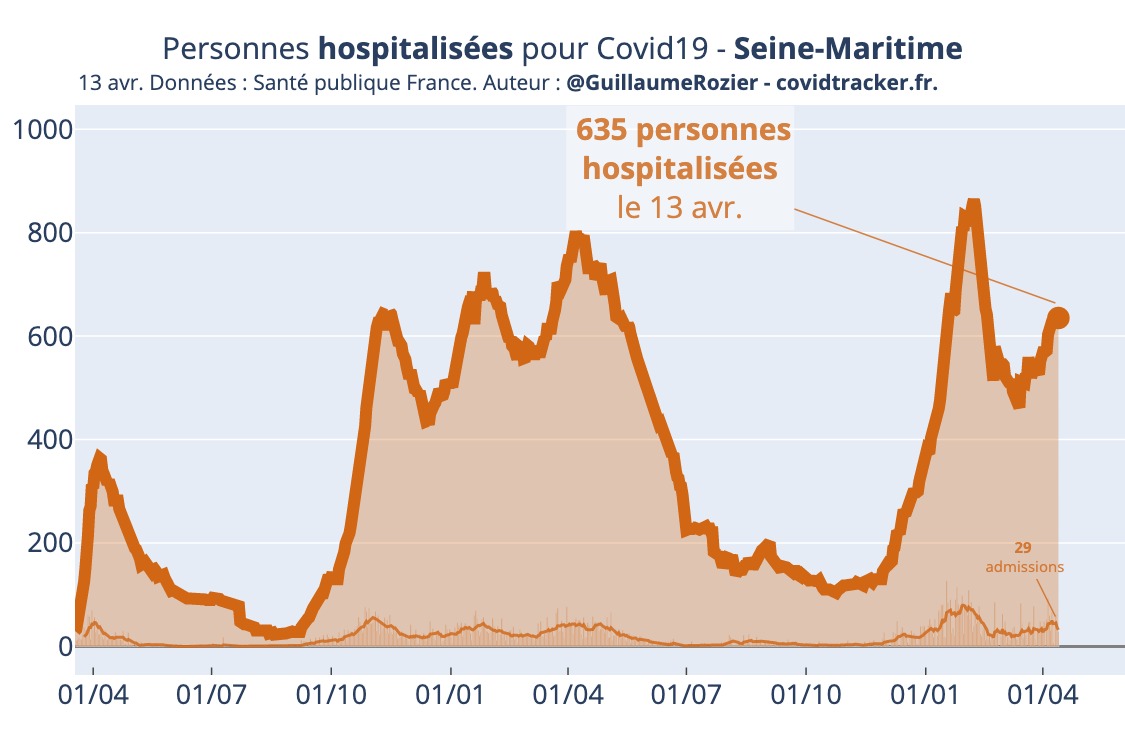 Personnes hospitalisées pour Covid19 - Seine-Maritime
13 avr. Données : Santé publique France. Auteur : @GuillaumeRozier - covidtracker.fr.
635 personnes
hospitalisées
le 13 avr.
1000
800
600
400
200
0
29
admissions
01/04
01/07
01/10
01/01
01/04
01/07
01/10
01/01
01/04